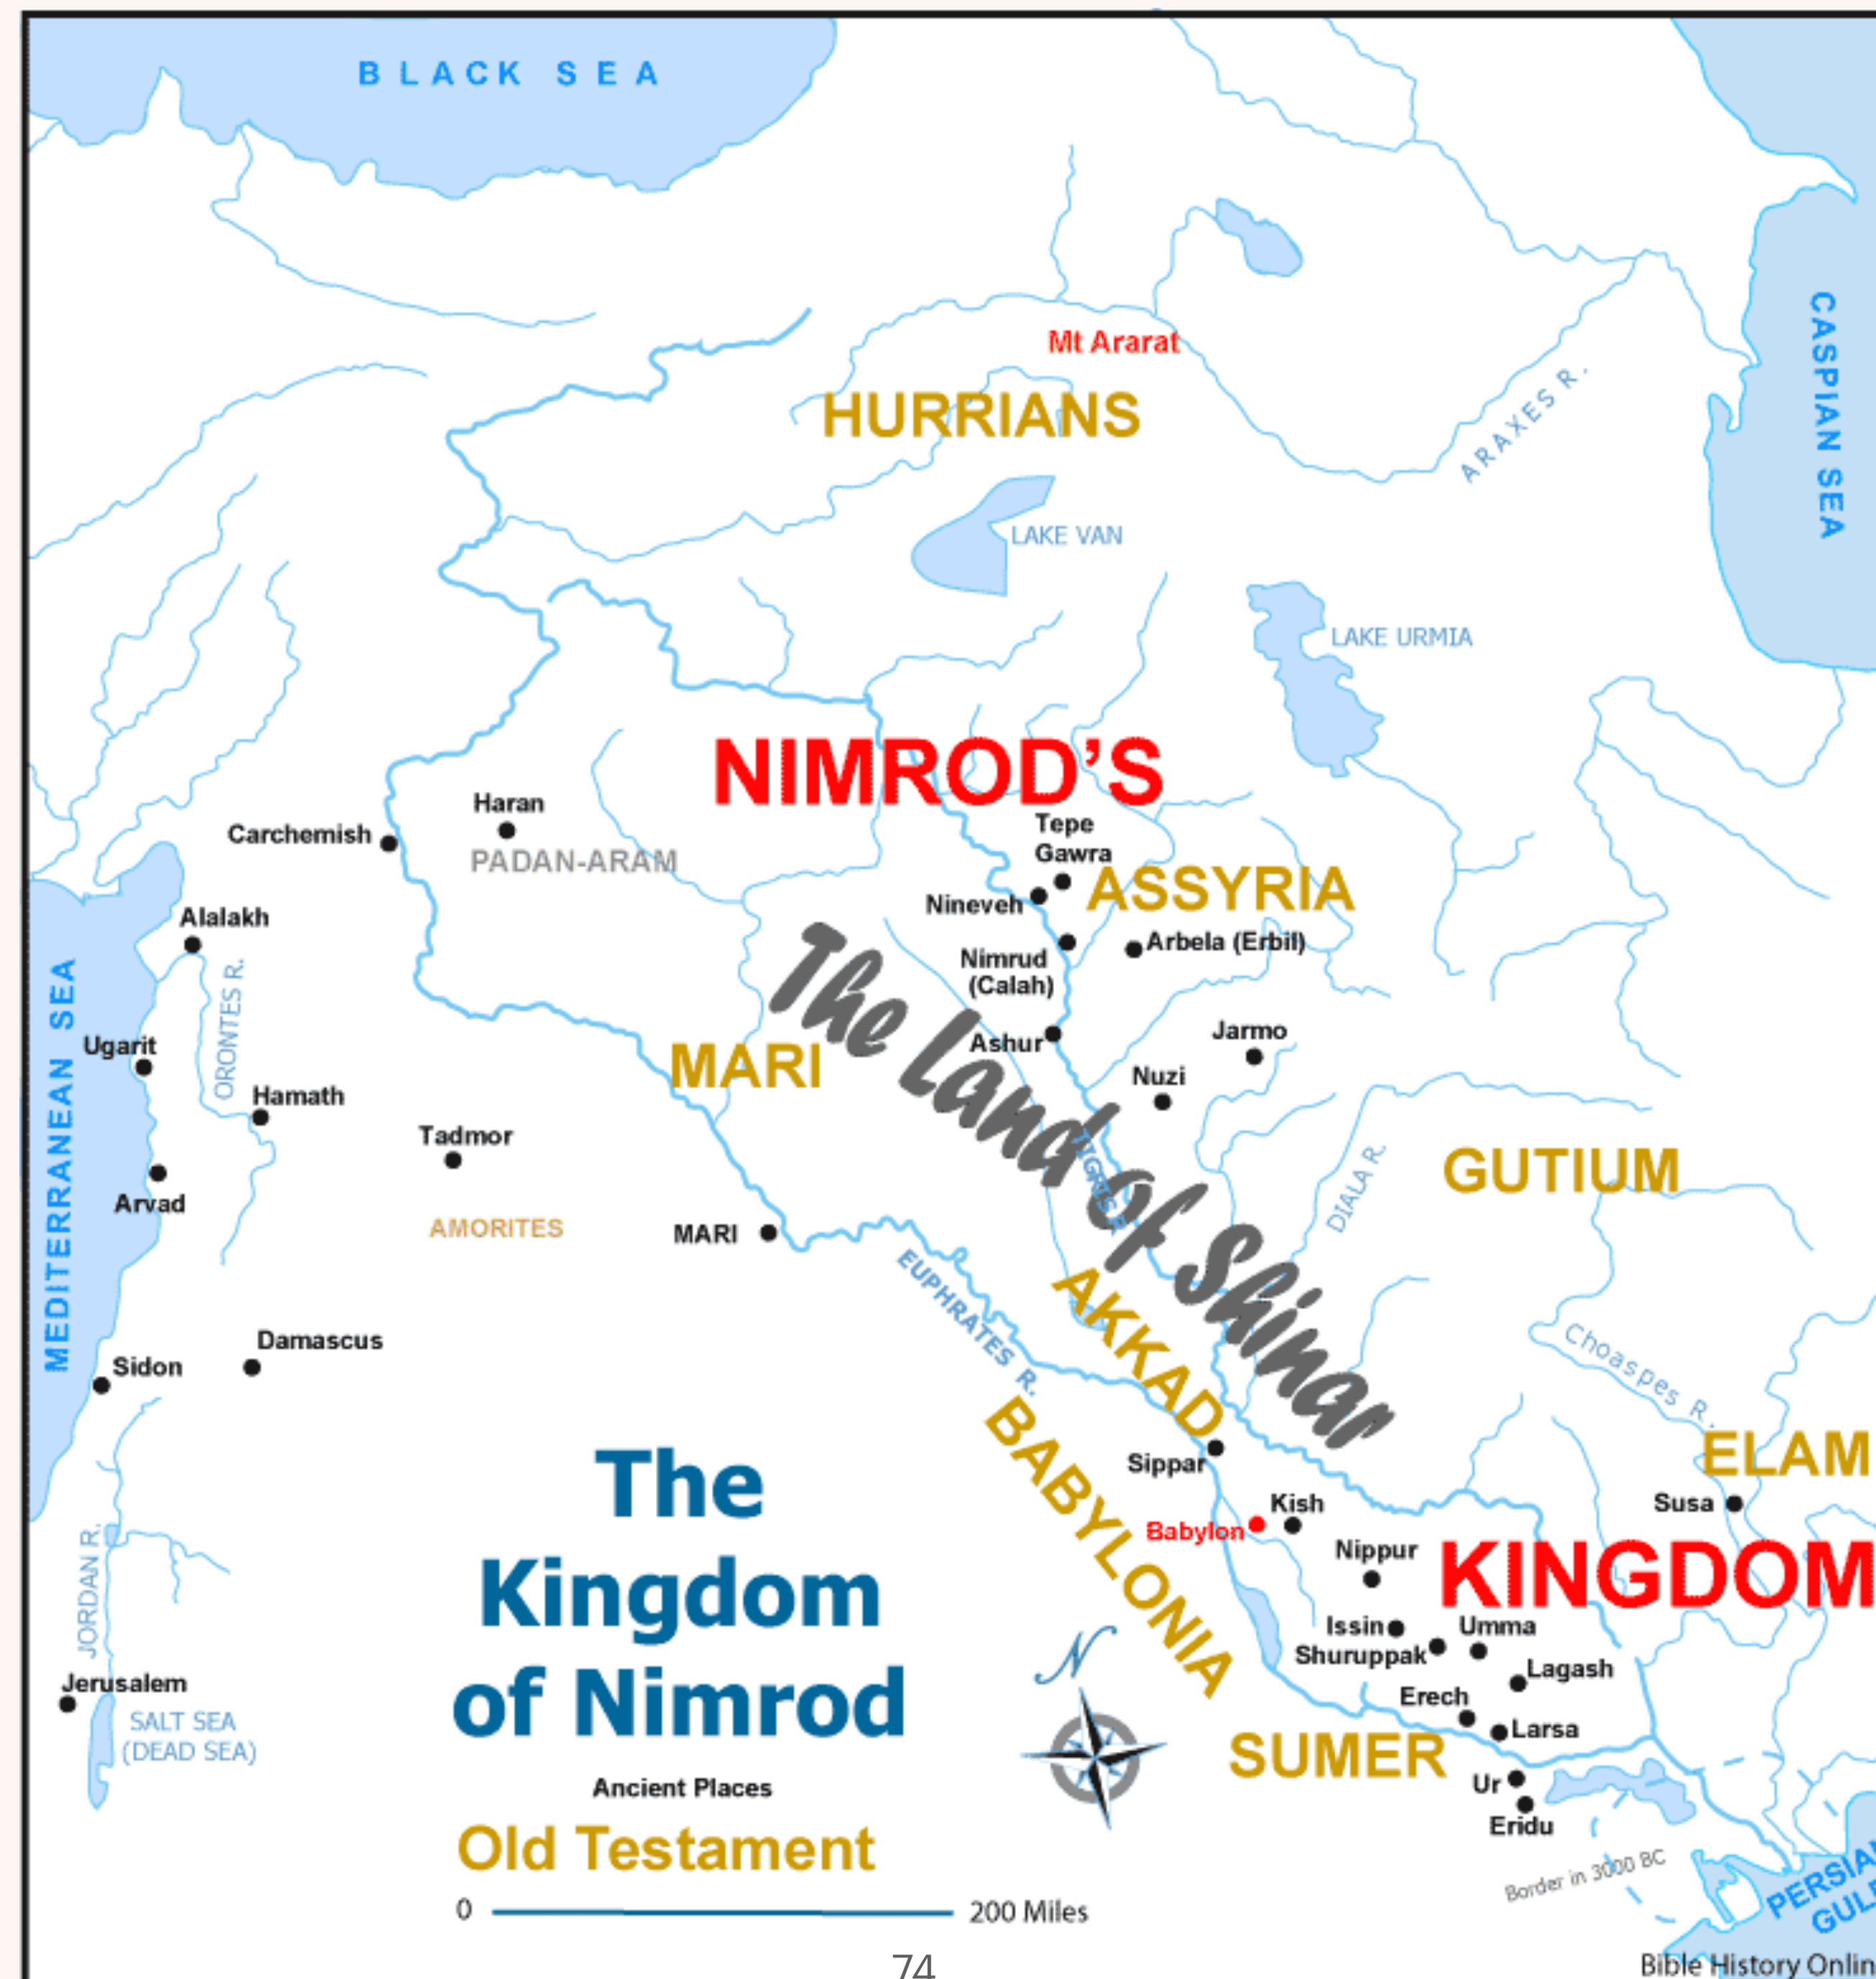 BLACK SEA
CASPIAN SEA
Mt Ararat
HURRIANS
ARAXES R.
LAKE VAN
LAKE URMIA
NIMROD'S
Haran
Carchemish
PADAN-ARAM
Tepe
Gawra
ASSYRIA
Nineveh
Alalakh
Arbela (Erbil)
Nimrud
(Calah)
The Land of Shinar
MEDITERRANEAN SEA
ORONTES R.
Ugarit
Ashur
Jarmo
MARI
Nuzi
Hamath
Tadmor
TIGRIS R.
DIALA R.
GUTIUM
Arvad
AMORITES
MARI
EUPHRATES R.
AKKAD
Damascus
Sidon
Choaspes R.
BABYLONIA
ELAM
Sippar
Susa
Kish
Babylon
Nippur
KINGDOM
JORDAN R.
Issin
Umma
Shuruppak
Lagash
Jerusalem
Erech
SALT SEA
(DEAD SEA)
Larsa
SUMER
Ur
Eridu
N
The
Kingdom
of Nimrod
Ancient Places
Old Testament
0 200 Miles
Border in 3000 BC
PERSIAN
GULF
Bible History Onlin
74